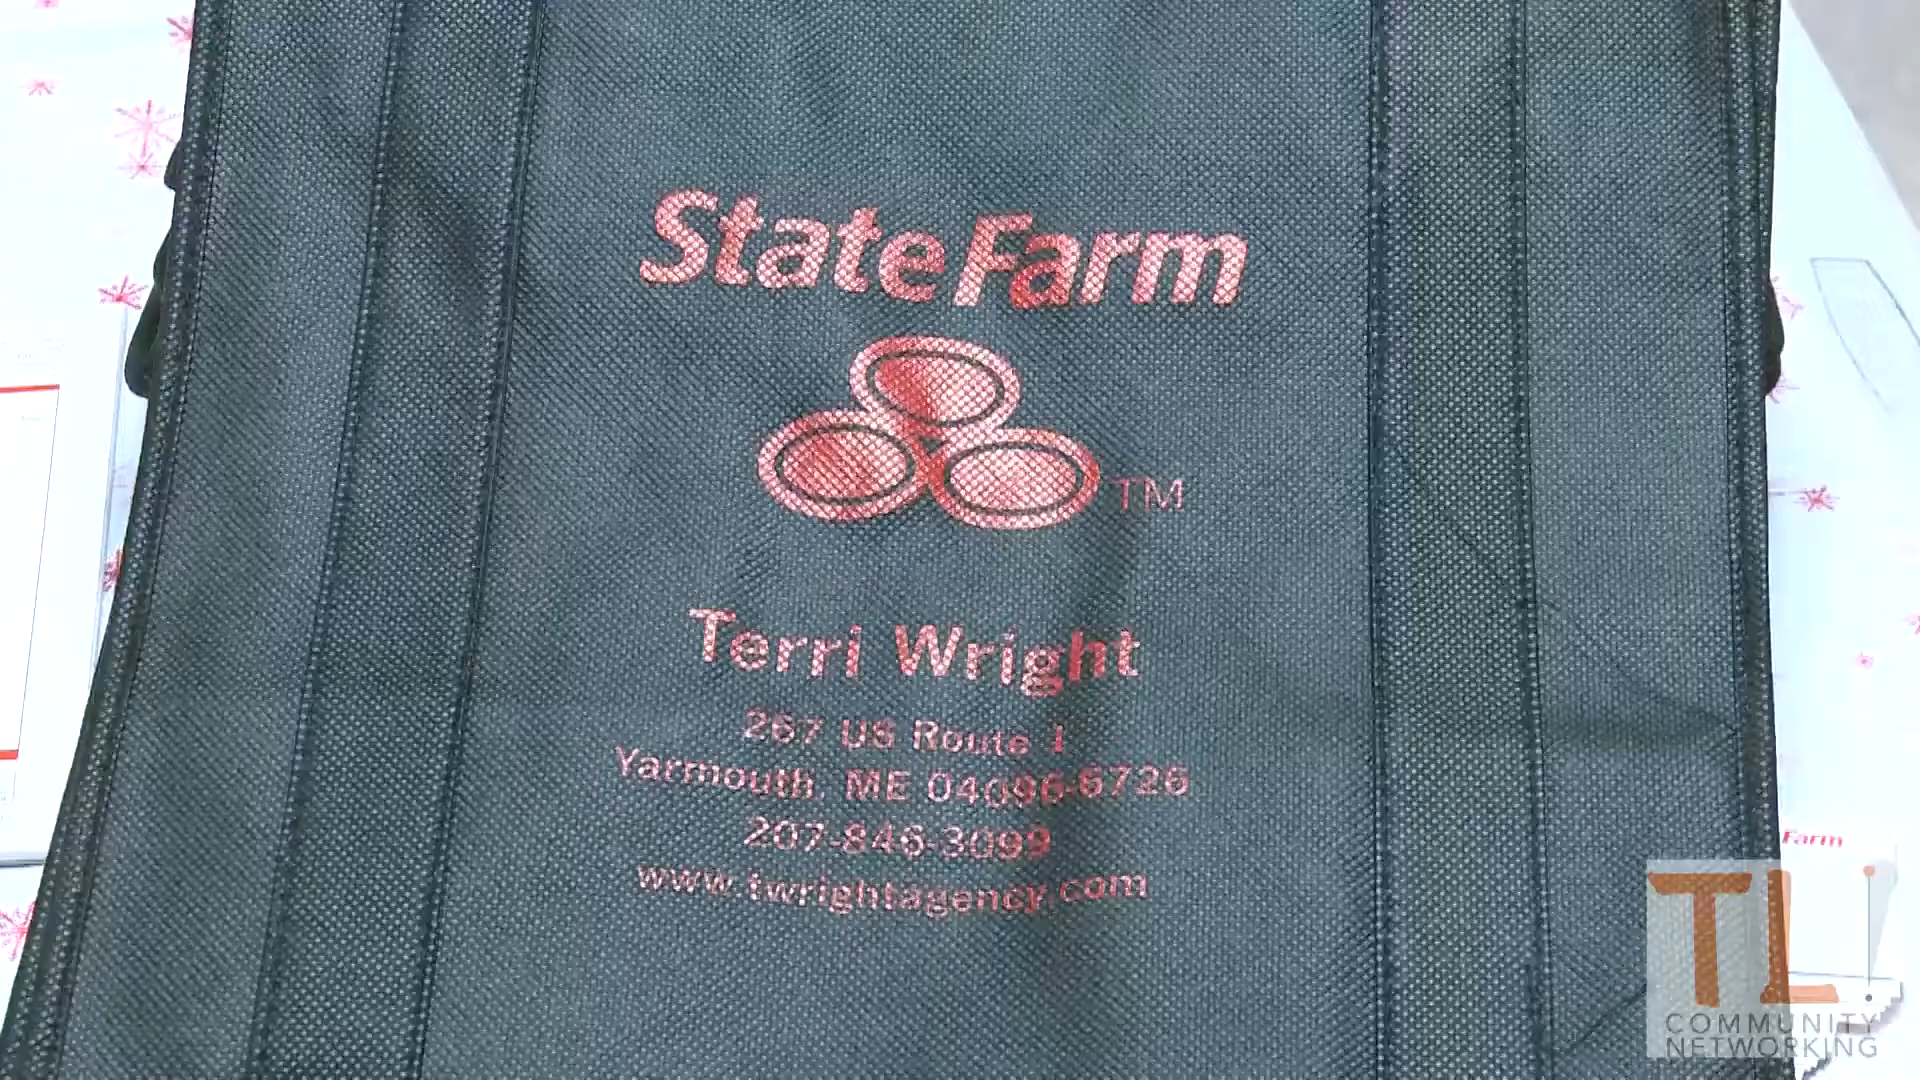 State Farm
TM
Terri Wright
267 US Route 1
Yarmouth, ME 04096-6726
207-846-3099
www.twrightagency.com
Farm
TL
COMMUNITY
NETWORKING